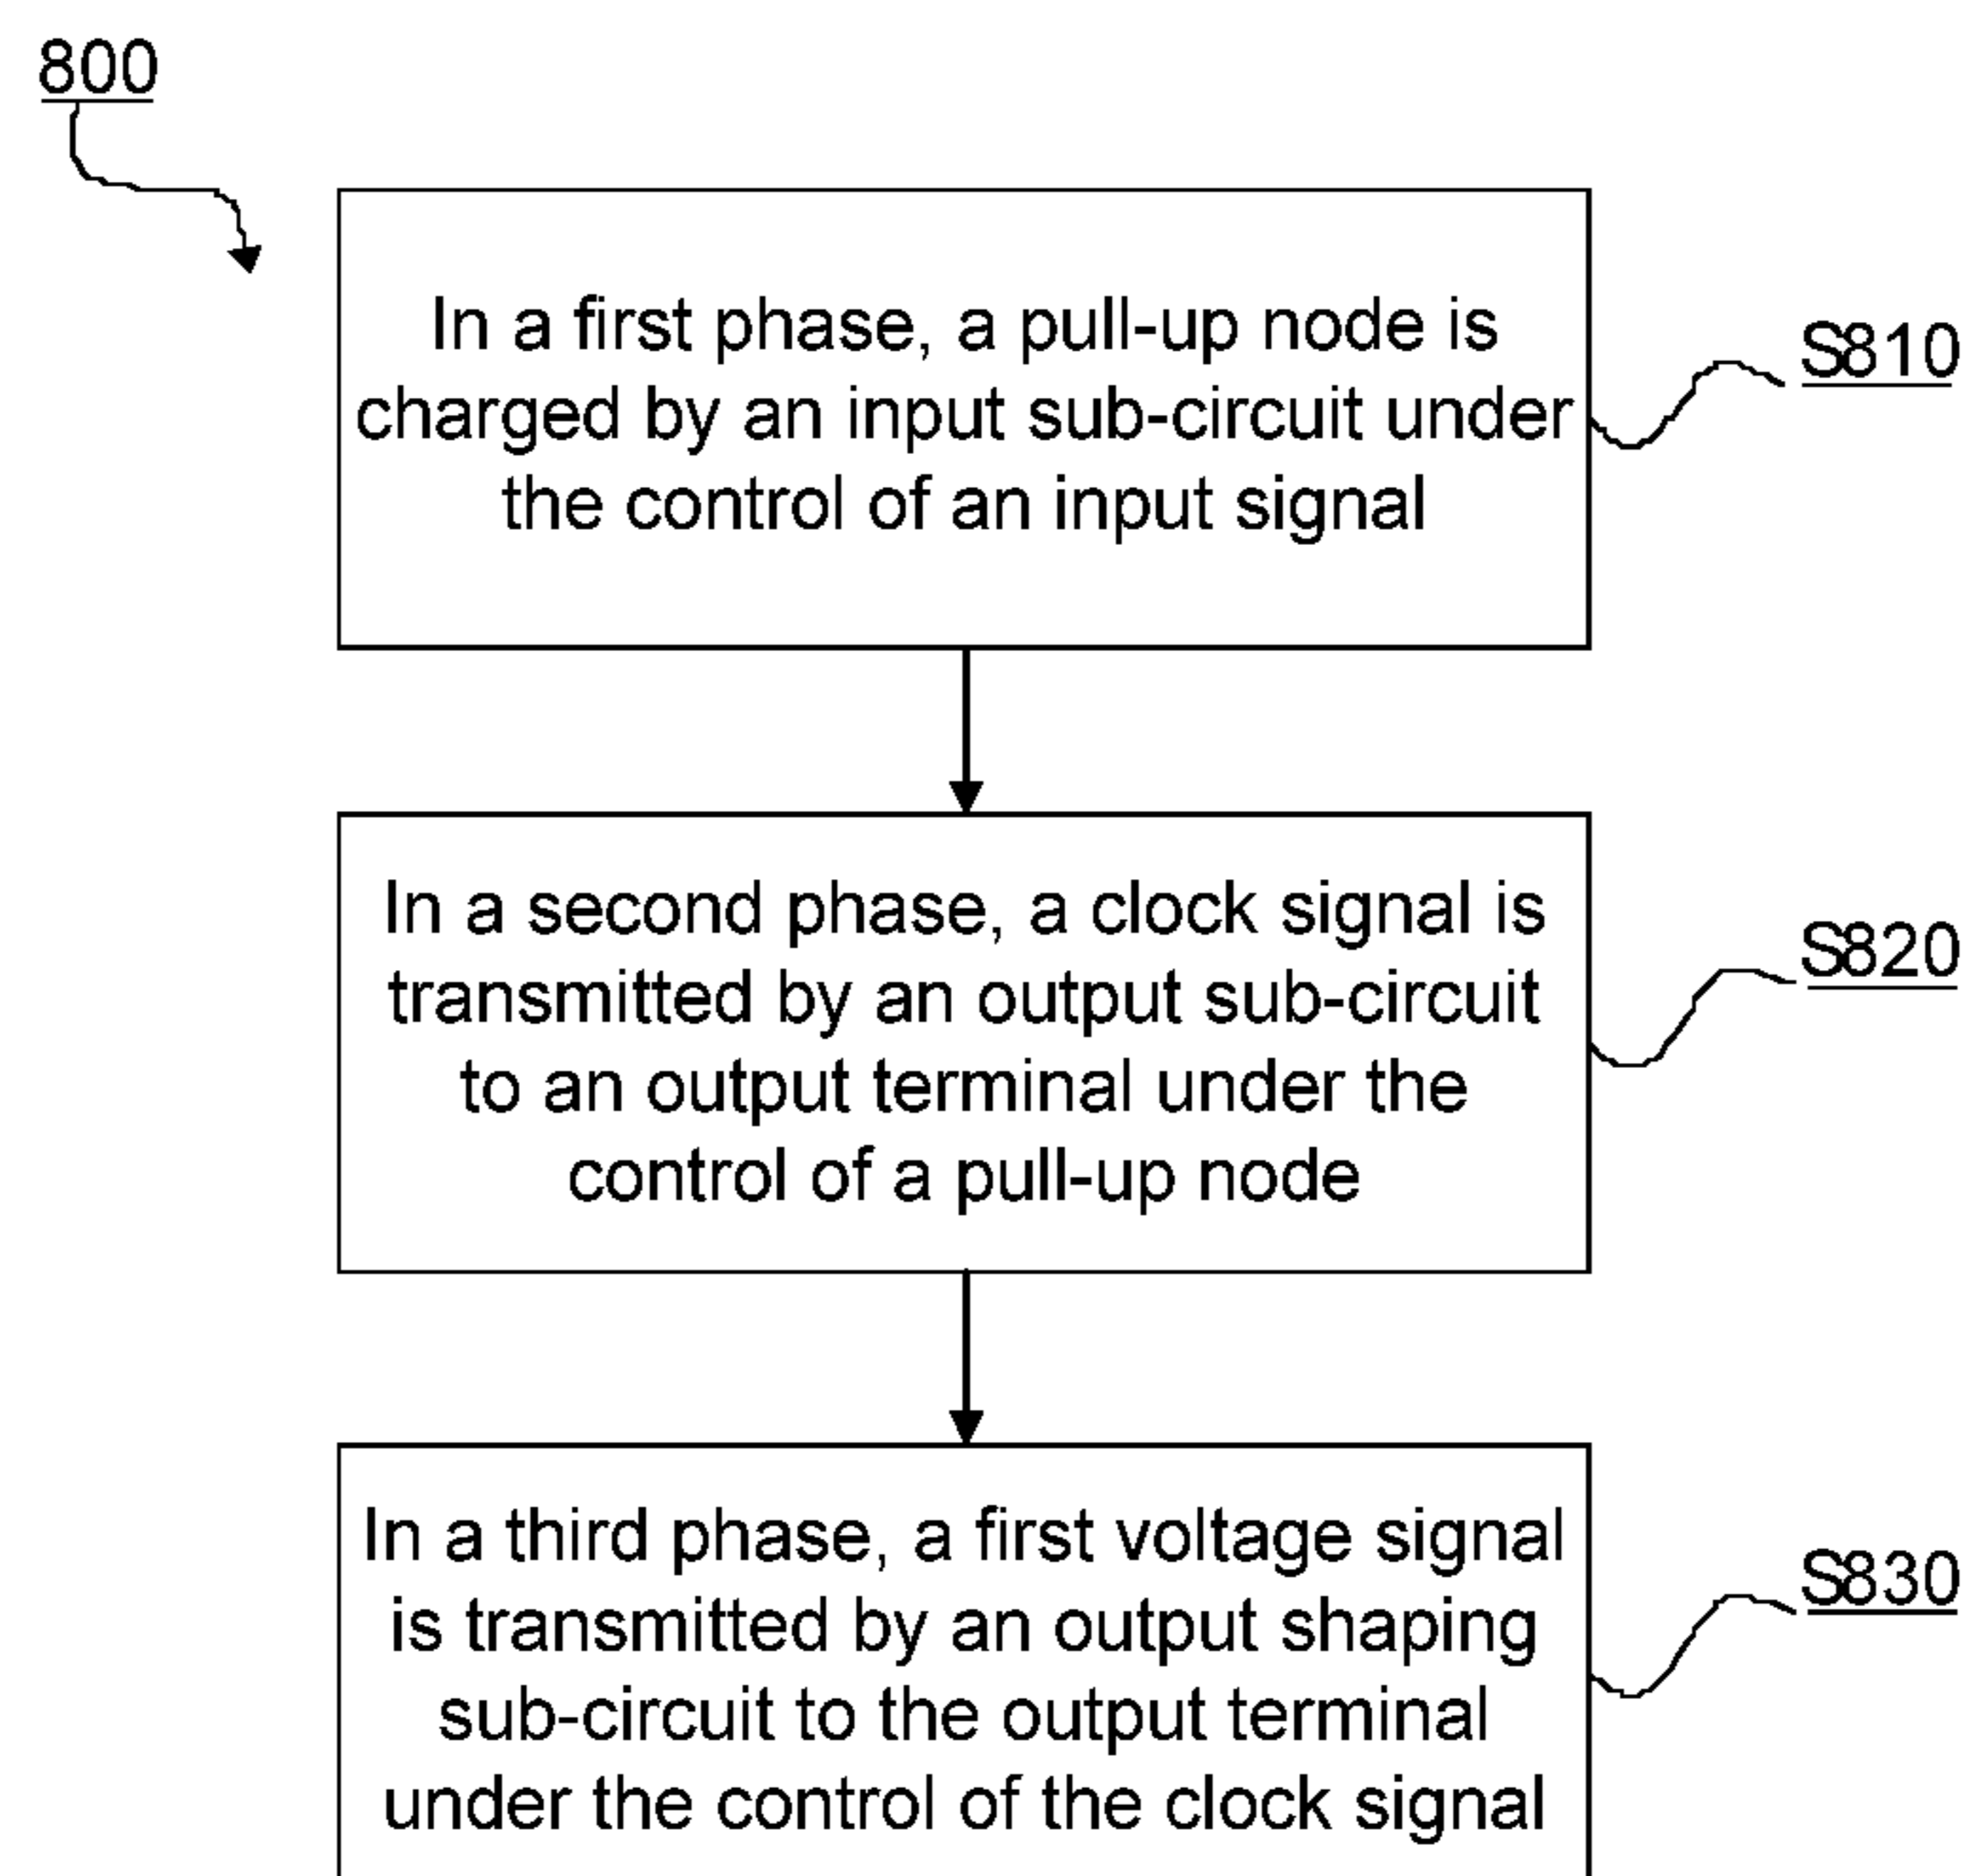 800
In a first phase, a pull-up node is
charged by an input sub-circuit under
the control of an input signal
S810
In a second phase, a clock signal is
transmitted by an output sub-circuit
to an output terminal under the
control of a pull-up node
S820
In a third phase, a first voltage signal
is transmitted by an output shaping
sub-circuit to the output terminal
under the control of the clock signal
S830